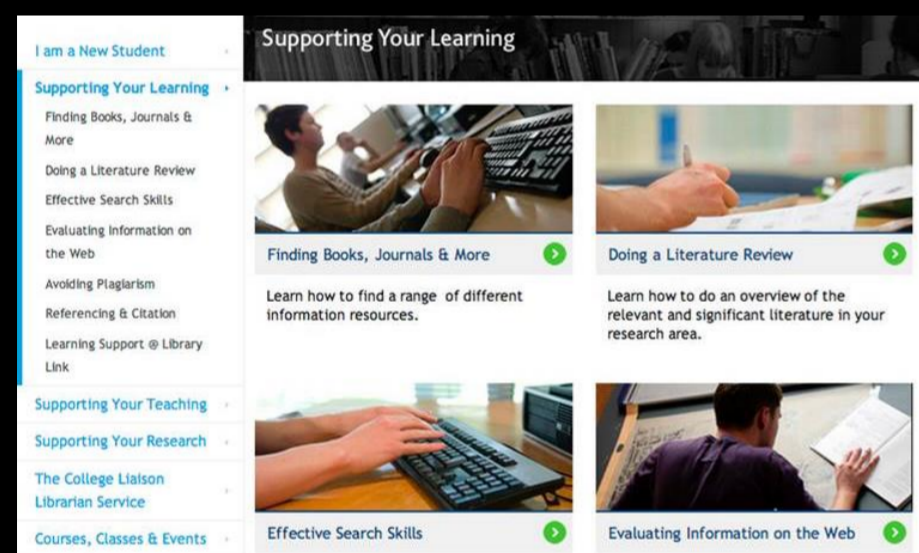 I am a New Student
Supporting Your Learning
Finding Books, Journals &
More
Doing a Literature Review
Effective Search Skills
Evaluating Information on
the Web
Avoiding Plagiarism
Referencing & Citation
Learning Support @ Library
Link
Supporting Your Teaching
Supporting Your Research
The College Liaison
Librarian Service
Courses, Classes & Events
Supporting Your Learning
Finding Books, Journals & More
Learn how to find a range of different
information resources.
Doing a Literature Review
Learn how to do an overview of the
relevant and significant literature in your
research area.
Effective Search Skills
Evaluating Information on the Web